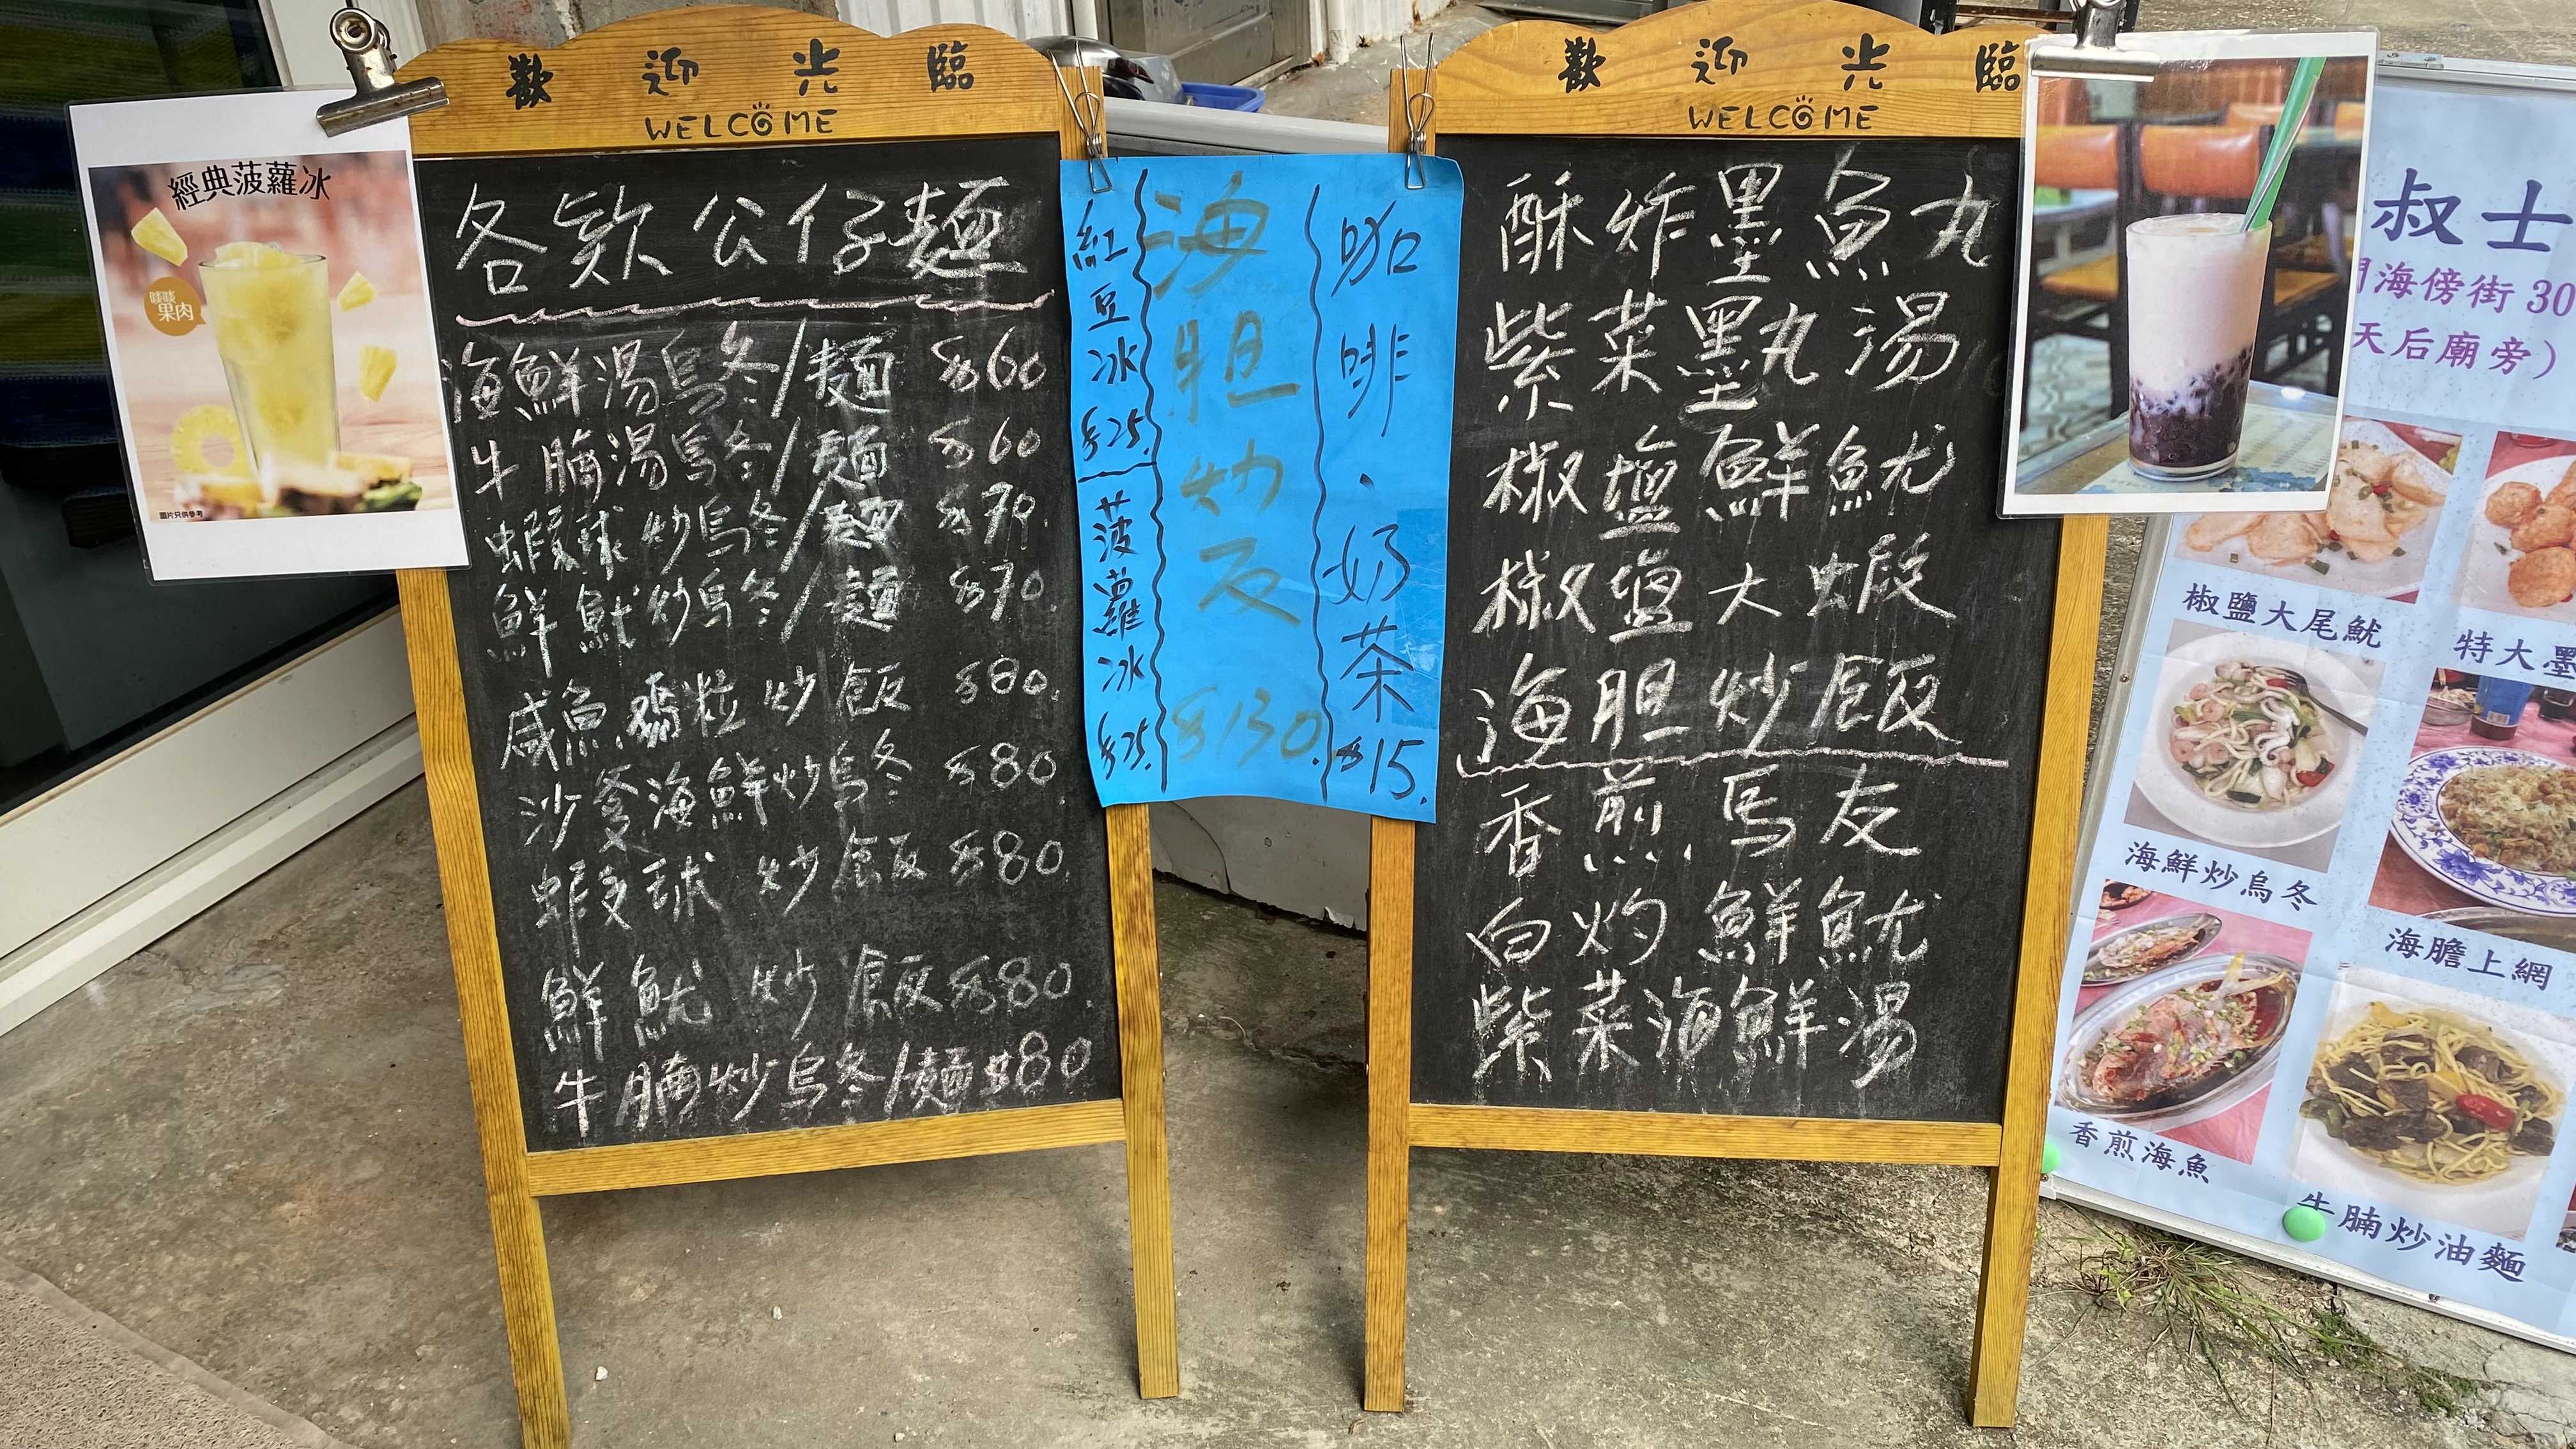 經典菠蘿冰
啖啖
果肉
圖片只供參考
歡迎光臨
WELCOME
各款公仔麵
海鮮湯烏冬/麵 $60
牛腩湯烏冬/麵 $60
蝦球炒烏冬/麵 $70.
鮮魷炒烏冬/麵 $70.
咸魚雞粒炒飯 $80.
沙爹海鮮炒烏冬 $80
蝦球炒飯 $80.
鮮魷炒飯 $80.
牛腩炒烏冬/麵 $80
紅豆冰 $25.
菠蘿冰 $25.
海胆炒反 $130.
咖啡.奶茶 $15.
歡迎光臨
WELCOME
酥炸墨魚丸
紫菜墨丸湯
椒鹽鮮魷
椒鹽大蝦
海胆炒飯
香煎馬友
白灼鮮魷
紫菜海鮮湯
叔士
海傍街 30
天后廟旁)
椒鹽大尾魷
特大墨
海鮮炒烏冬
海膽上網
香煎海魚
牛腩炒油麵